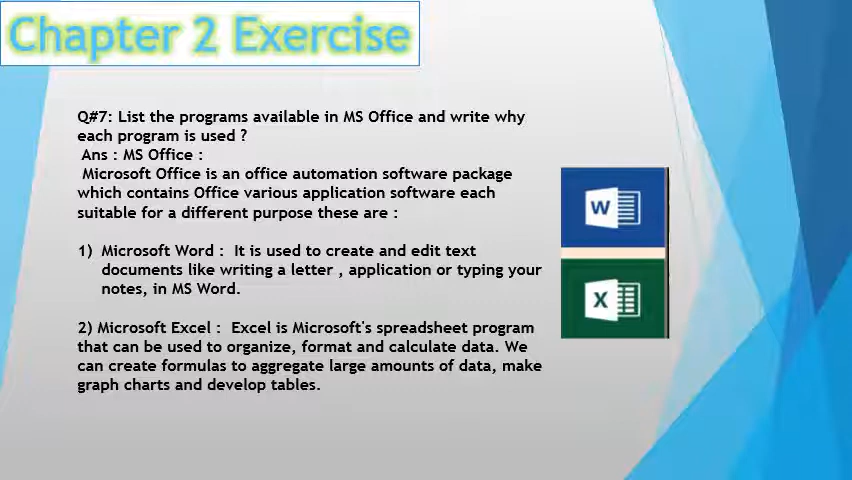 Chapter 2 Exercise
Q#7: List the programs available in MS Office and write why
each program is used ?
Ans : MS Office :
Microsoft Office is an office automation software package
which contains Office various application software each
suitable for a different purpose these are :
1) Microsoft Word : It is used to create and edit text
documents like writing a letter , application or typing your
notes, in MS Word.
2) Microsoft Excel : Excel is Microsoft's spreadsheet program
that can be used to organize, format and calculate data. We
can create formulas to aggregate large amounts of data, make
graph charts and develop tables.
W
X